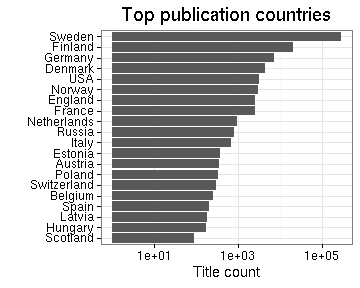 Top publication countries
Sweden
Finland
Germany
Denmark
USA
Norway
England
France
Netherlands
Russia
Italy
Estonia
Austria
Poland
Switzerland
Belgium
Spain
Latvia
Hungary
Scotland
1e+01 1e+03 1e+05
Title count